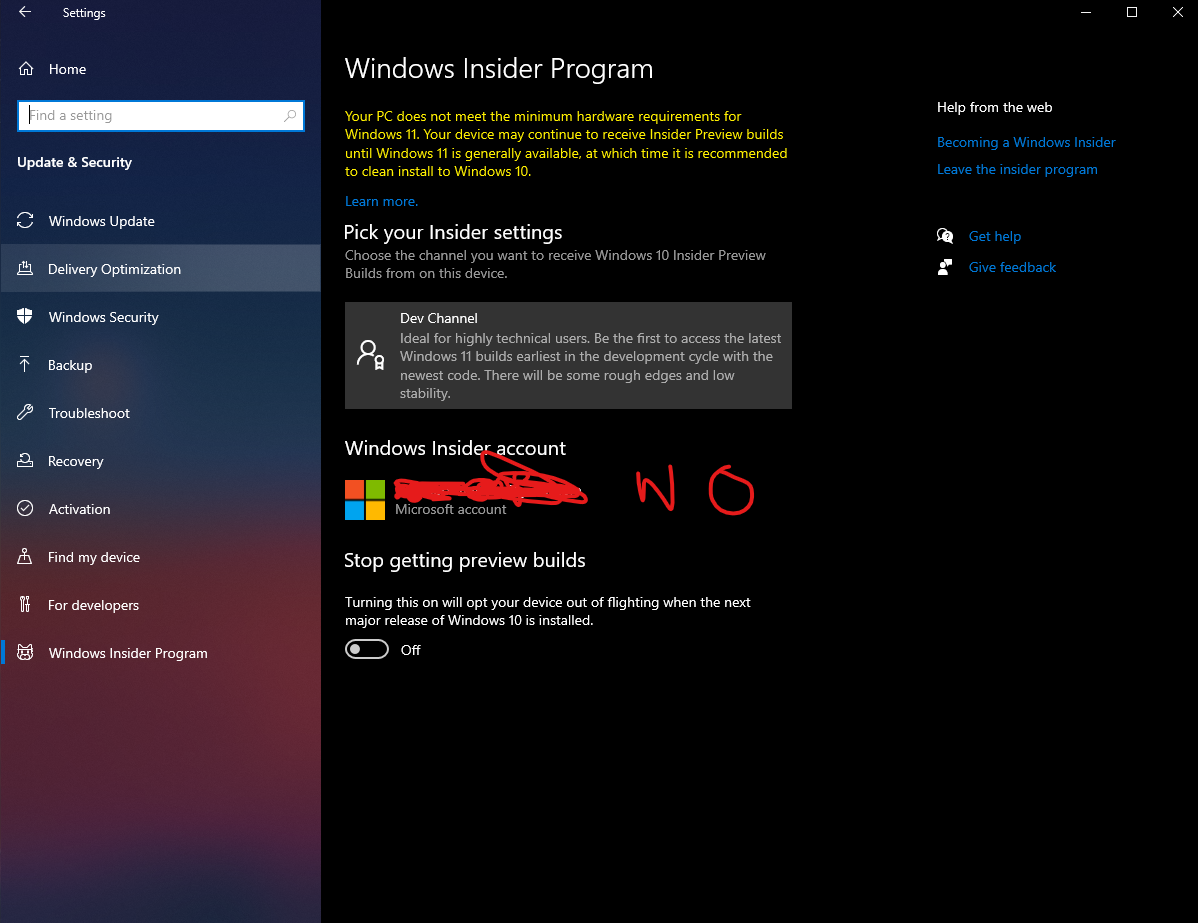 Settings
Home
Find a setting
Update & Security
Windows Update
Delivery Optimization
Windows Security
Backup
Troubleshoot
Recovery
Activation
Find my device
For developers
Windows Insider Program
Windows Insider Program
Your PC does not meet the minimum hardware requirements for
Windows 11. Your device may continue to receive Insider Preview builds
until Windows 11 is generally available, at which time it is recommended
to clean install to Windows 10.
Learn more.
Pick your Insider settings
Choose the channel you want to receive Windows 10 Insider Preview
Builds from on this device.
Dev Channel
Ideal for highly technical users. Be the first to access the latest
Windows 11 builds earliest in the development cycle with the
newest code. There will be some rough edges and low
stability.
Windows Insider account
NO
Microsoft account
Stop getting preview builds
Turning this on will opt your device out of flighting when the next
major release of Windows 10 is installed.
Off
Help from the web
Becoming a Windows Insider
Leave the insider program
Get help
Give feedback